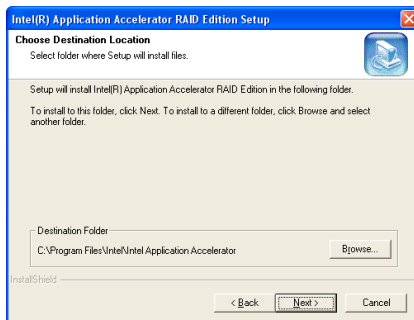 Intel(R) Application Accelerator RAID Edition Setup
Choose Destination Location
Select folder where Setup will install files.
Setup will install Intel(R) Application Accelerator RAID Edition in the following folder.
To install to this folder, click Next. To install to a different folder, click Browse and select
another folder.
Destination Folder
C:\Program Files\Intel\Intel Application Accelerator
Browse...
InstallShield
< Back
Next >
Cancel